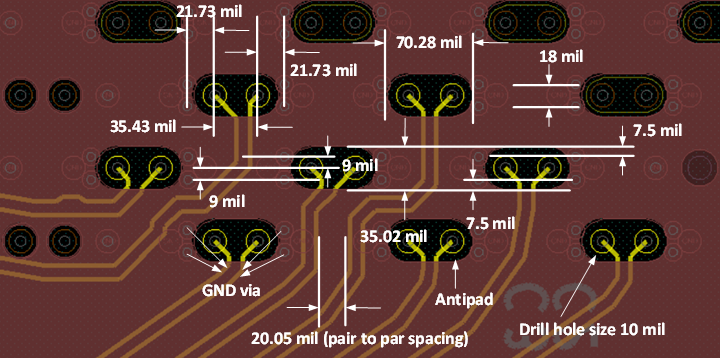 21.73 mil
70.28 mil
18 mil
21.73 mil
35.43 mil
7.5 mil
9 mil
9 mil
7.5 mil
35.02 mil
GND via
Antipad
Drill hole size 10 mil
20.05 mil (pair to par spacing)